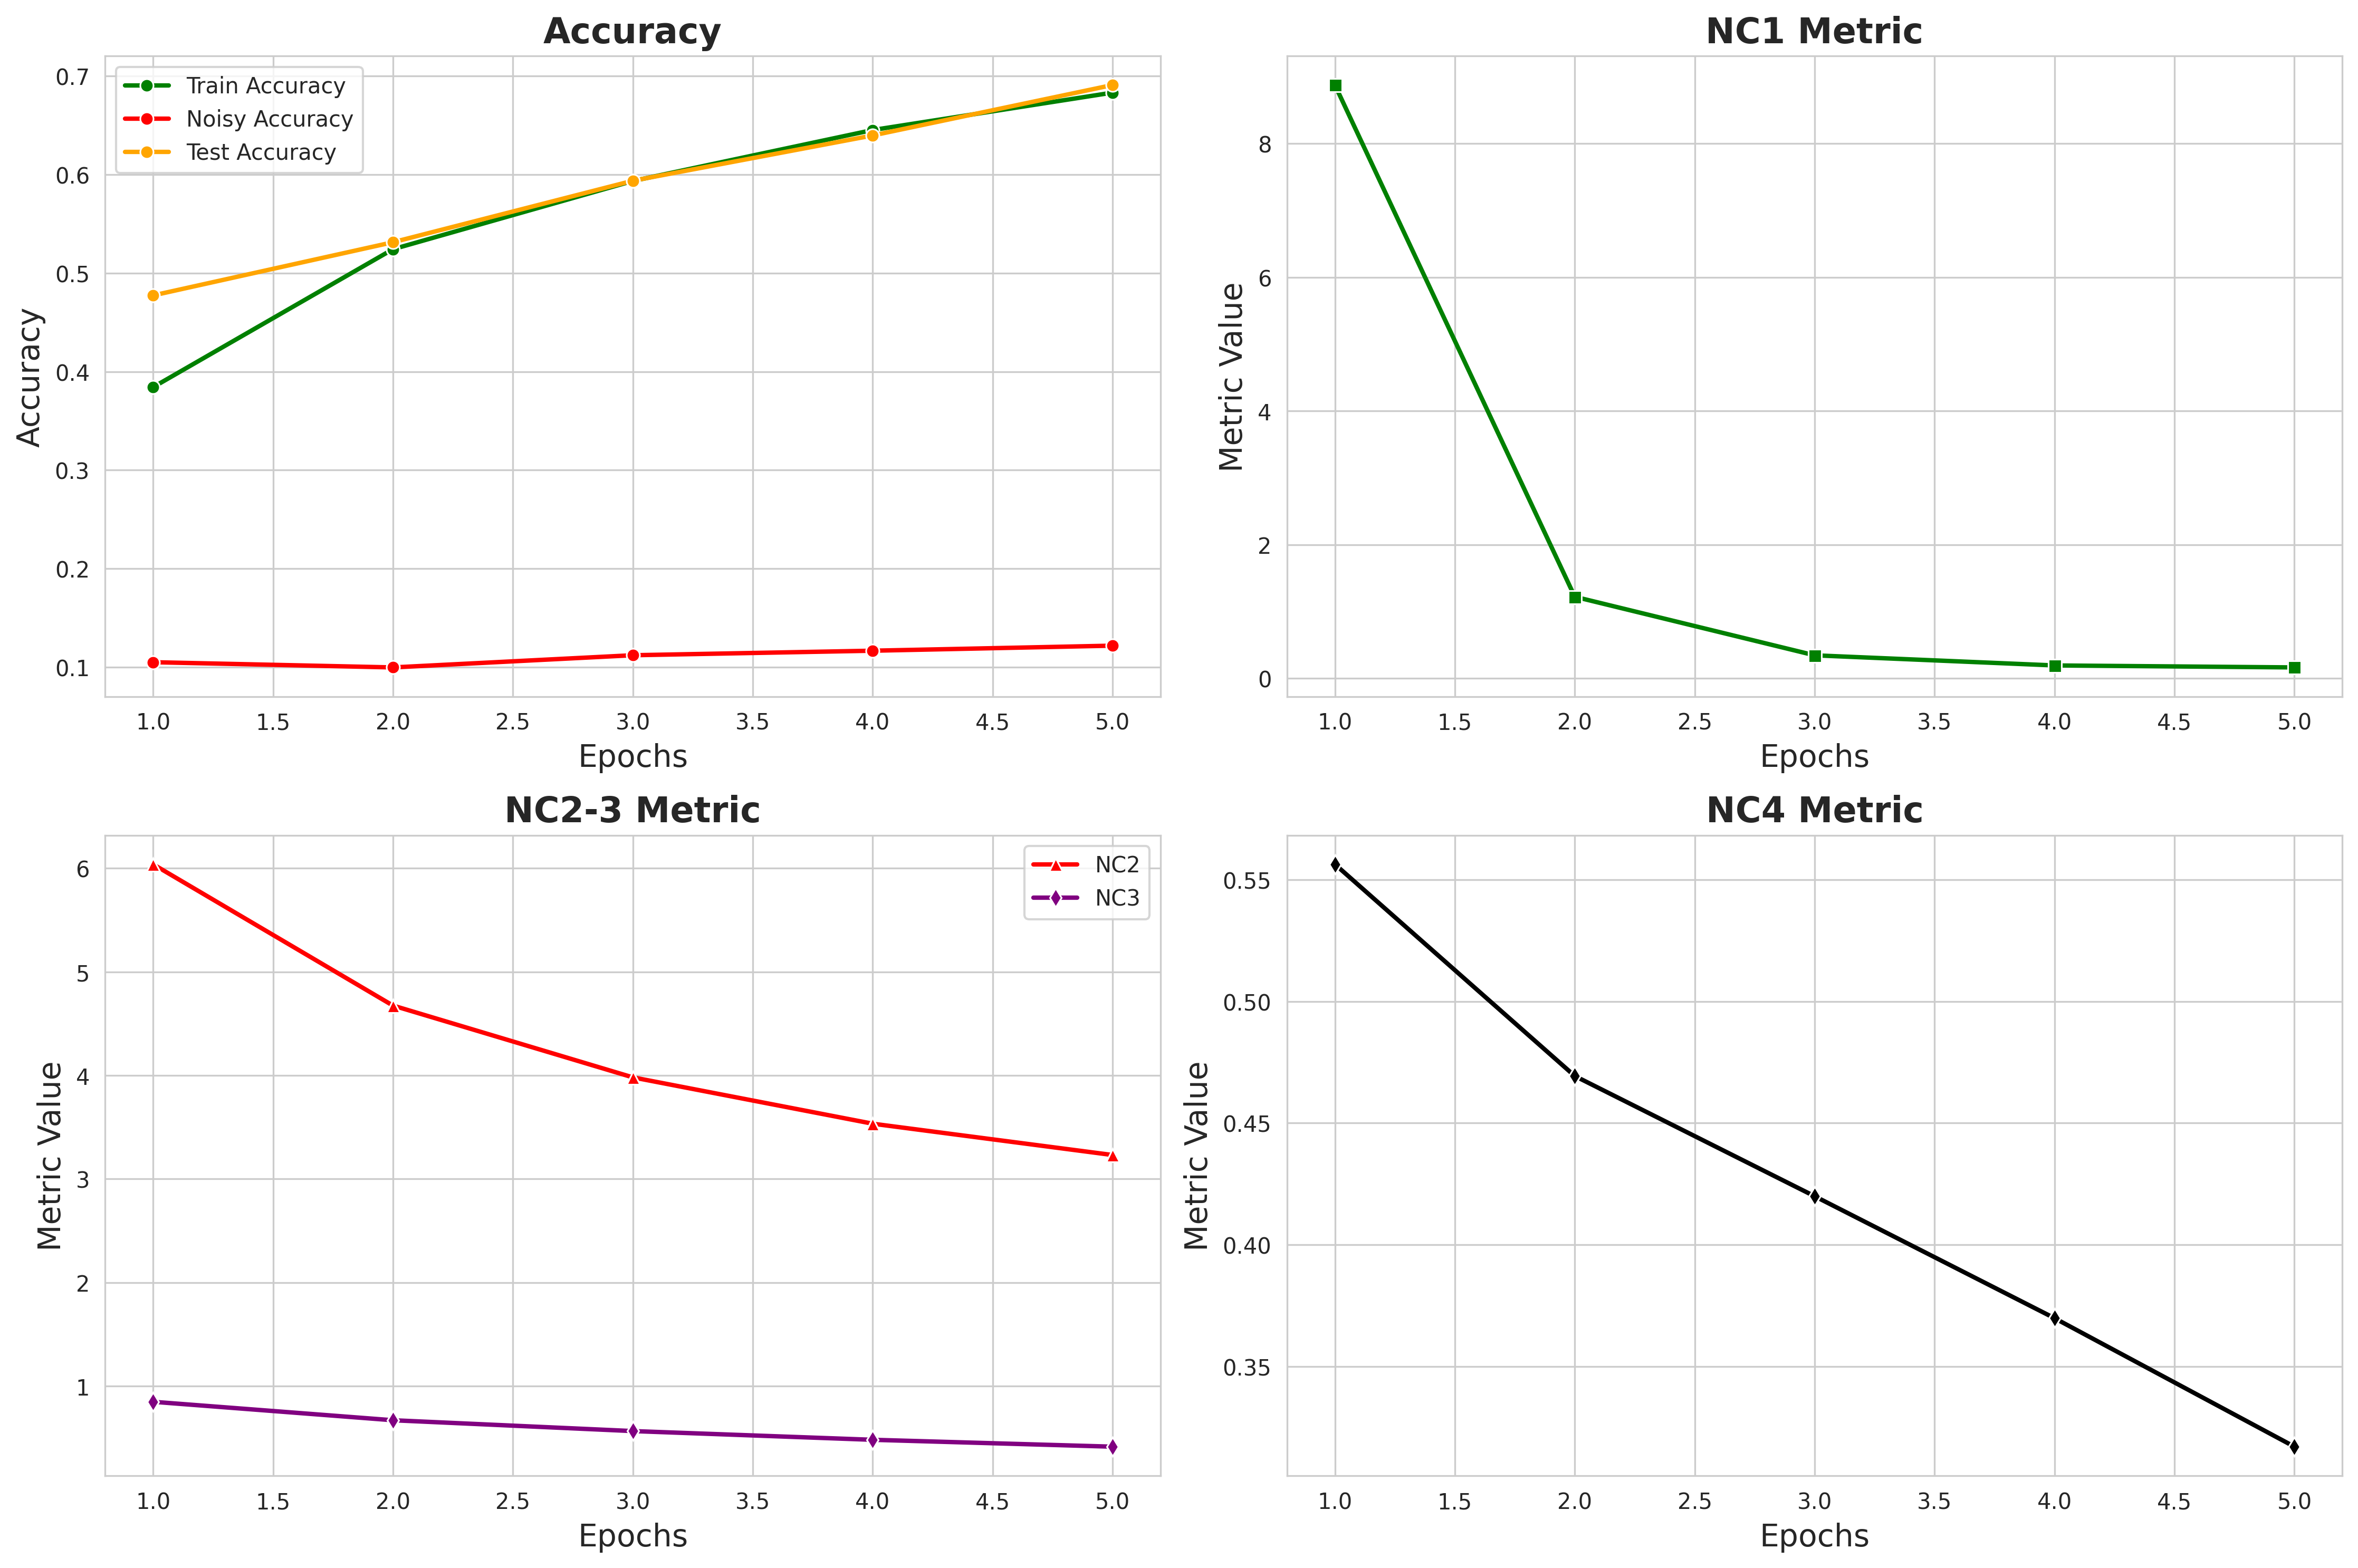 Accuracy
Train Accuracy
Noisy Accuracy
Test Accuracy
0.7
0.6
0.5
0.4
0.3
0.2
0.1
Accuracy
1.0 1.5 2.0 2.5 3.0 3.5 4.0 4.5 5.0
Epochs
NC1 Metric
8
6
4
2
0
Metric Value
1.0 1.5 2.0 2.5 3.0 3.5 4.0 4.5 5.0
Epochs
NC2-3 Metric
NC2
NC3
6
5
4
3
2
1
Metric Value
1.0 1.5 2.0 2.5 3.0 3.5 4.0 4.5 5.0
Epochs
NC4 Metric
0.55
0.50
0.45
0.40
0.35
Metric Value
1.0 1.5 2.0 2.5 3.0 3.5 4.0 4.5 5.0
Epochs